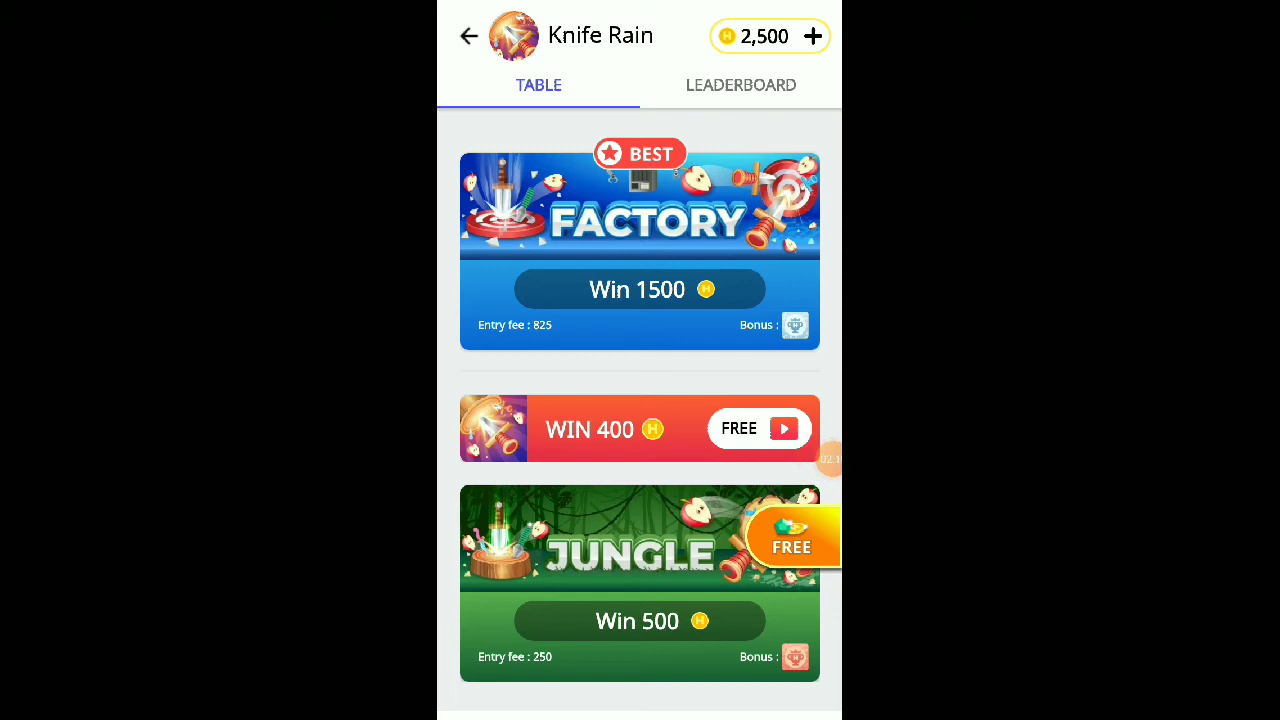 Knife Rain
2,500 +
TABLE
LEADERBOARD
BEST
FACTORY
Win 1500 H
Entry fee : 825
Bonus : H
WIN 400 H
FREE
JUNGLE
FREE
Win 500 H
Entry fee : 250
Bonus : H